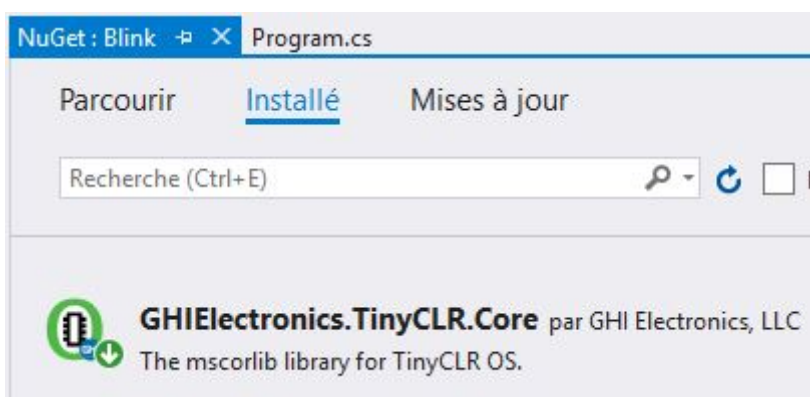 NuGet : Blink Program.cs
Parcourir Installé Mises à jour
Recherche (Ctrl+E)
GHIElectronics.TinyCLR.Core par GHI Electronics, LLC
The mscorlib library for TinyCLR OS.